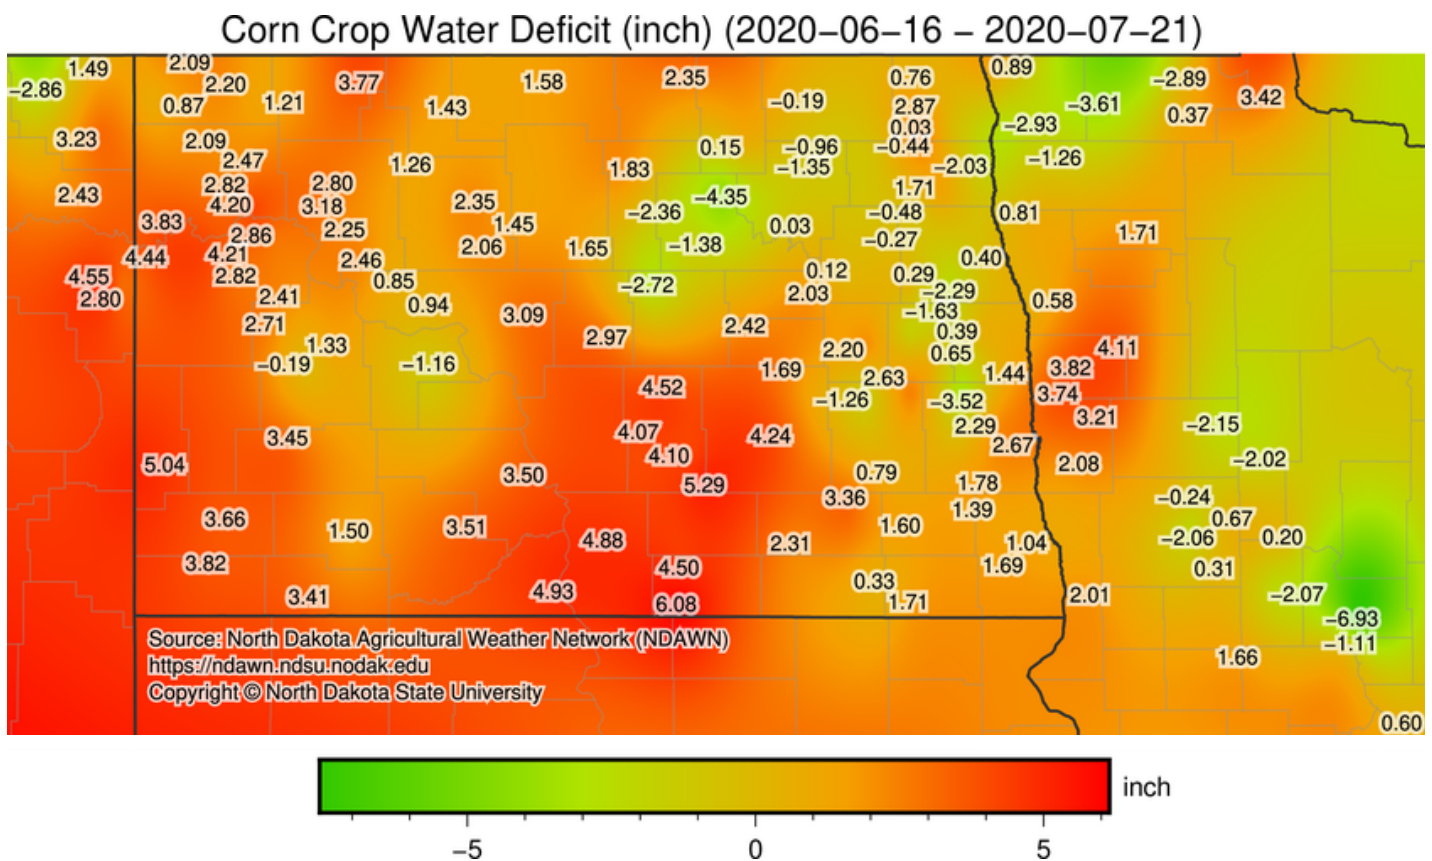 Corn Crop Water Deficit (inch) (2020−06−16 − 2020−07−21)
2.09 0.89
1.49 2.20 3.77 1.58 2.35 0.76 −2.89
−2.86 0.87 1.21 1.43 −0.19 2.87 −3.61 3.42
0.37
3.23 2.09 0.03 −2.93
2.47 1.26 0.15 −0.96 −0.44 −1.26
1.83 −1.35 −2.03
2.43 2.82 2.80 −4.35 1.71
4.20 3.18 2.35 −2.36 −0.48 0.81
3.83 2.86 2.25 1.45 0.03 1.71
4.44 4.21 2.46 2.06 1.65 −1.38 −0.27 0.40
4.55 2.82 0.85 −2.72 0.12 0.29
2.80 2.41 0.94 2.03 −2.29 0.58
2.71 3.09 2.42 −1.63
1.33 2.97 2.20 0.39 4.11
−0.19 −1.16 1.69 0.65 3.82
4.52 2.63 1.44
−1.26 −3.52 3.74
3.45 4.07 4.24 2.29 3.21 −2.15
5.04 4.10 2.67 2.08 −2.02
3.50 5.29 0.79 1.78
3.36 1.39 −0.24
3.66 1.50 3.51 1.60 0.67
4.88 2.31 1.04 −2.06 0.20
3.82 4.50 1.69 0.31
3.41 4.93 6.08 0.33 1.71 2.01 −2.07
−6.93
Source: North Dakota Agricultural Weather Network (NDAWN) −1.11
https://ndawn.ndsu.nodak.edu 1.66
Copyright © North Dakota State University
0.60
inch
−5 0 5